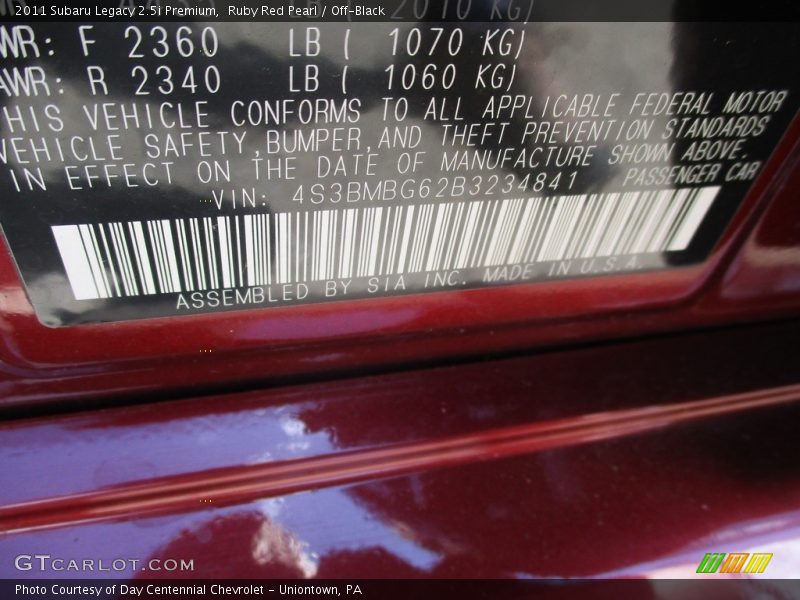 2011 Subaru Legacy 2.5i Premium,  Ruby Red Pearl / Off-Black
2010 KG)
WR: F 2360 LB ( 1070 KG)
AWR: R 2340 LB ( 1060 KG)
THIS VEHICLE CONFORMS TO ALL APPLICABLE FEDERAL MOTOR
VEHICLE SAFETY,BUMPER,AND THEFT PREVENTION STANDARDS
IN EFFECT ON THE DATE OF MANUFACTURE SHOWN ABOVE.
VIN: 4S3BMBG62B3234841 PASSENGER CAR
ASSEMBLED BY SIA INC. MADE IN U.S.A.
GTCARLOT.COM
Photo Courtesy of Day Centennial Chevrolet - Uniontown, PA